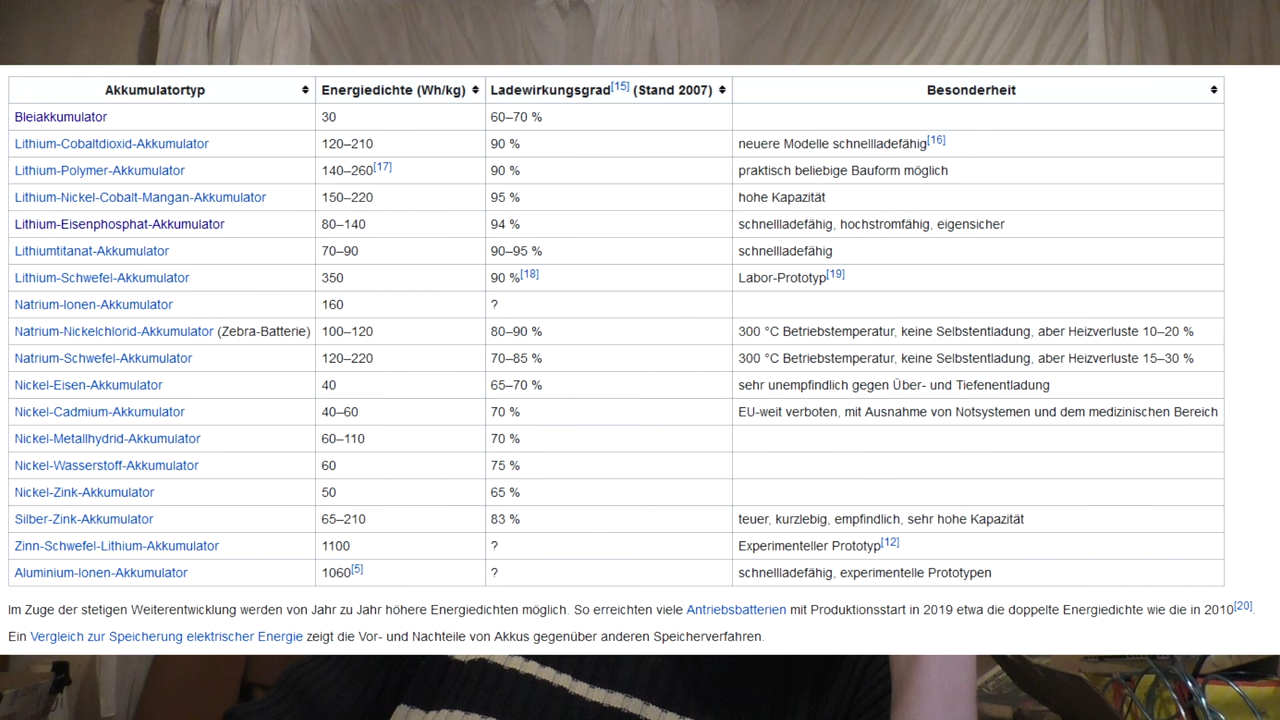 Akkumulatortyp Energiedichte (Wh/kg) Ladewirkungsgrad[15] (Stand 2007) Besonderheit
Bleiakkumulator 30 60–70 %
Lithium-Cobaltdioxid-Akkumulator 120–210 90 % neuere Modelle schnellladefähig[16]
Lithium-Polymer-Akkumulator 140–260[17] 90 % praktisch beliebige Bauform möglich
Lithium-Nickel-Cobalt-Mangan-Akkumulator 150–220 95 % hohe Kapazität
Lithium-Eisenphosphat-Akkumulator 80–140 94 % schnellladefähig, hochstromfähig, eigensicher
Lithiumtitanat-Akkumulator 70–90 90–95 % schnellladefähig
Lithium-Schwefel-Akkumulator 350 90 %[18] Labor-Prototyp[19]
Natrium-Ionen-Akkumulator 160 ?
Natrium-Nickelchlorid-Akkumulator (Zebra-Batterie) 100–120 80–90 % 300 °C Betriebstemperatur, keine Selbstentladung, aber Heizverluste 10–20 %
Natrium-Schwefel-Akkumulator 120–220 70–85 % 300 °C Betriebstemperatur, keine Selbstentladung, aber Heizverluste 15–30 %
Nickel-Eisen-Akkumulator 40 65–70 % sehr unempfindlich gegen Über- und Tiefenentladung
Nickel-Cadmium-Akkumulator 40–60 70 % EU-weit verboten, mit Ausnahme von Notsystemen und dem medizinischen Bereich
Nickel-Metallhydrid-Akkumulator 60–110 70 %
Nickel-Wasserstoff-Akkumulator 60 75 %
Nickel-Zink-Akkumulator 50 65 %
Silber-Zink-Akkumulator 65–210 83 % teuer, kurzlebig, empfindlich, sehr hohe Kapazität
Zinn-Schwefel-Lithium-Akkumulator 1100 ? Experimenteller Prototyp[12]
Aluminium-Ionen-Akkumulator 1060[5] ? schnellladefähig, experimentelle Prototypen
Im Zuge der stetigen Weiterentwicklung werden von Jahr zu Jahr höhere Energiedichten möglich. So erreichten viele Antriebsbatterien mit Produktionsstart in 2019 etwa die doppelte Energiedichte wie die in 2010[20].
Ein Vergleich zur Speicherung elektrischer Energie zeigt die Vor- und Nachteile von Akkus gegenüber anderen Speicherverfahren.